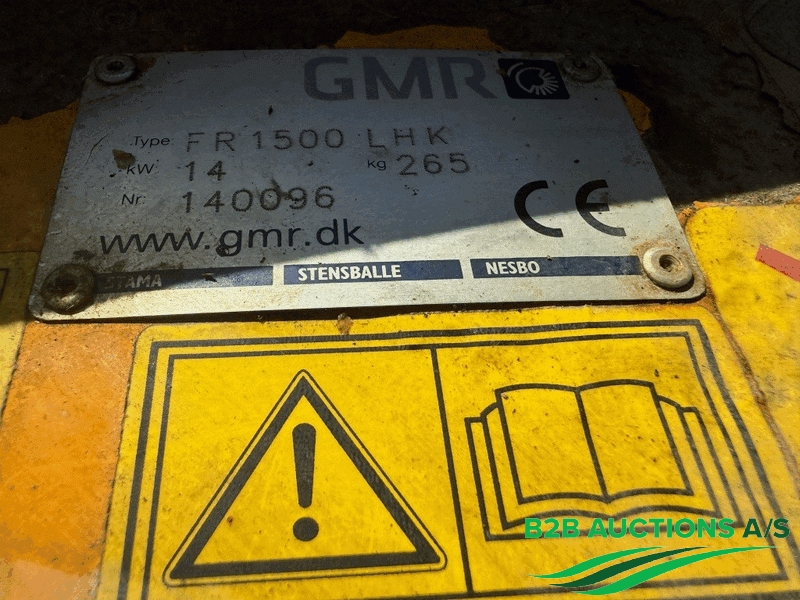 GMR
Type FR 1500 LHK
kW 14 kg 265
Nr. 140096
CE
www.gmr.dk
STAMA STENSBALLE NESBO
B2B AUCTIONS A/S